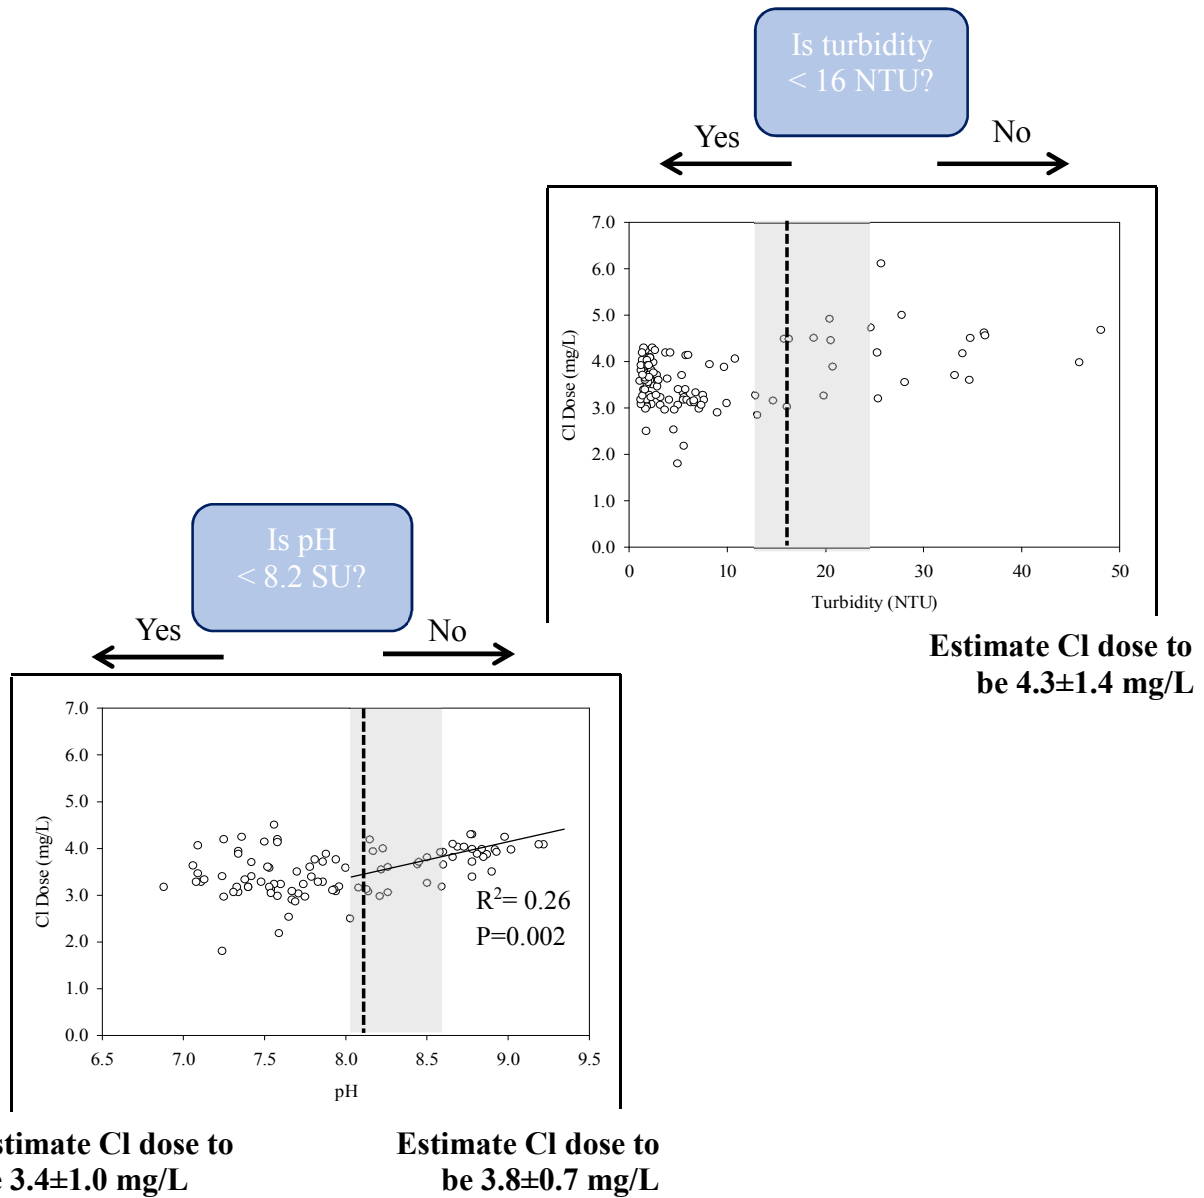 Is turbidity
< 16 NTU?
Yes
No
7.0
6.0
5.0
4.0
3.0
2.0
1.0
0.0
Cl Dose (mg/L)
0
10
20
30
40
50
Turbidity (NTU)
Estimate Cl dose to
be 4.3±1.4 mg/L
Is pH
< 8.2 SU?
Yes
No
7.0
6.0
5.0
4.0
3.0
2.0
1.0
0.0
Cl Dose (mg/L)
R²= 0.26
P=0.002
6.5
7.0
7.5
8.0
8.5
9.0
9.5
pH
stimate Cl dose to
e 3.4±1.0 mg/L
Estimate Cl dose to
be 3.8±0.7 mg/L